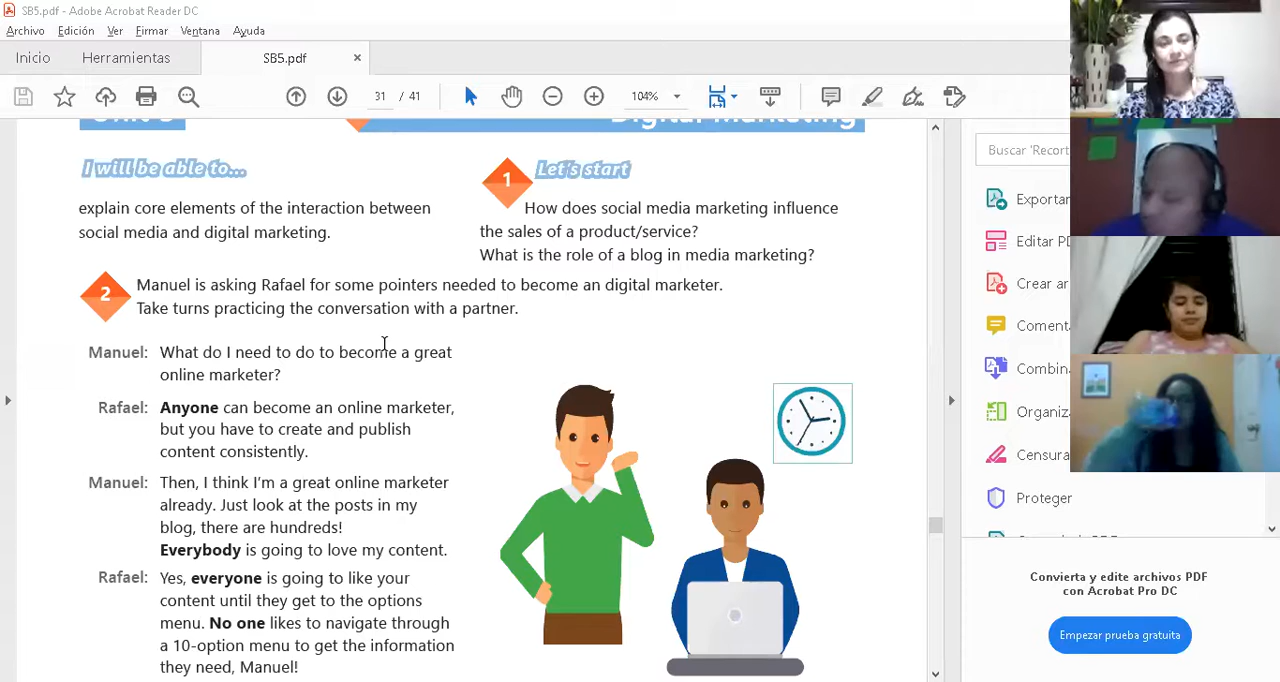 SB5.pdf - Adobe Acrobat Reader DC
Archivo Edición Ver Firmar Ventana Ayuda
Inicio Herramientas SB5.pdf ×
31 / 41 104%
Digital Marketing
I will be able to...
explain core elements of the interaction between
social media and digital marketing.
1 Let's start
How does social media marketing influence
the sales of a product/service?
What is the role of a blog in media marketing?
2 Manuel is asking Rafael for some pointers needed to become an digital marketer.
Take turns practicing the conversation with a partner.
Manuel: What do I need to do to become a great
online marketer?
Rafael: Anyone can become an online marketer,
but you have to create and publish
content consistently.
Manuel: Then, I think I'm a great online marketer
already. Just look at the posts in my
blog, there are hundreds!
Everybody is going to love my content.
Rafael: Yes, everyone is going to like your
content until they get to the options
menu. No one likes to navigate through
a 10-option menu to get the information
they need, Manuel!
Buscar 'Recort
Exportar
Editar PD
Crear ar
Coment
Combin
Organiz
Censura
Proteger
Convierta y edite archivos PDF
con Acrobat Pro DC
Empezar prueba gratuita